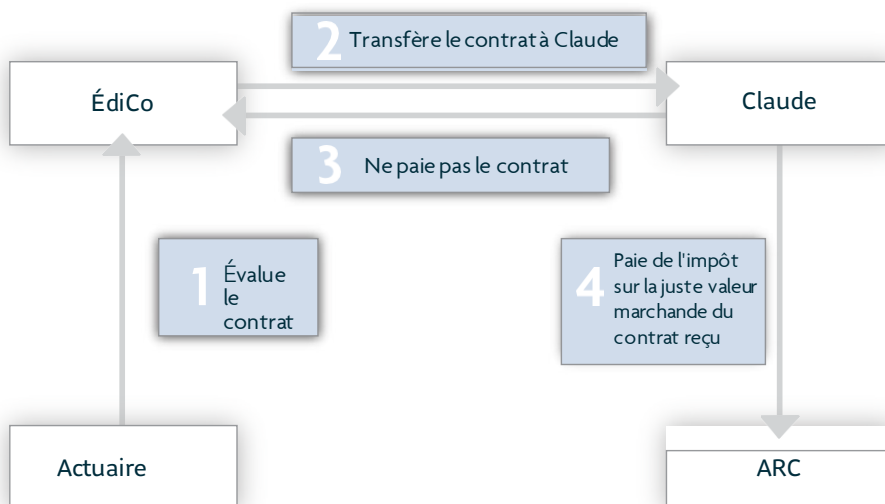 2 Transfère le contrat à Claude
ÉdiCo
Claude
3 Ne paie pas le contrat
1 Évalue
le
contrat
4 Paie de l'impôt
sur la juste valeur
marchande du
contrat reçu
Actuaire
ARC